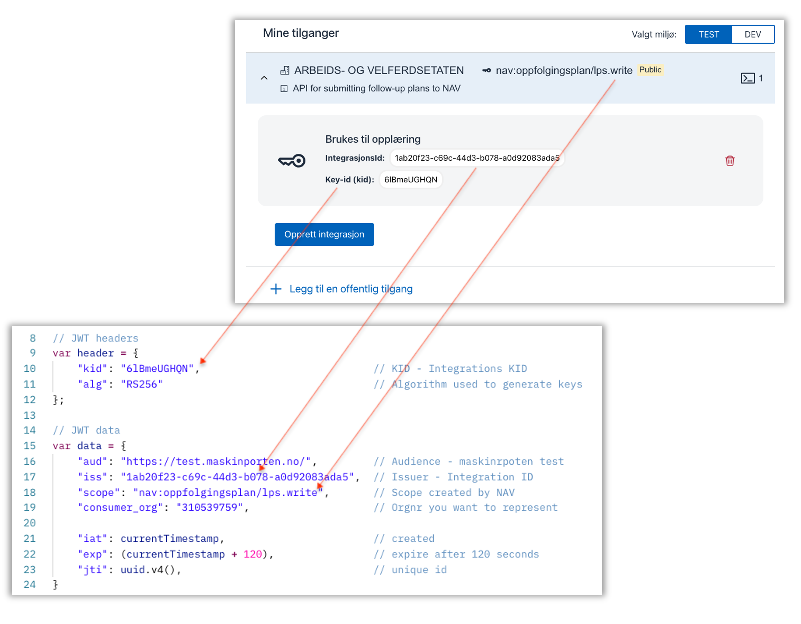 Mine tilganger
Valgt miljø: TEST DEV
ARBEIDS- OG VELFERDSETATEN nav:oppfolgingsplan/lps.write Public 1
API for submitting follow-up plans to NAV
Brukes til opplæring
IntegrasjonsId: 1ab20f23-c69c-44d3-b078-a0d92083ada5
Key-id (kid): 6lBmeUGHQN
Opprett integrasjon
+ Legg til en offentlig tilgang
8 // JWT headers
9 var header = {
10 "kid": "6lBmeUGHQN", // KID - Integrations KID
11 "alg": "RS256" // Algorithm used to generate keys
12 };
13
14 // JWT data
15 var data = {
16 "aud": "https://test.maskinporten.no/", // Audience - maskinrpoten test
17 "iss": "1ab20f23-c69c-44d3-b078-a0d92083ada5", // Issuer - Integration ID
18 "scope": "nav:oppfolgingsplan/lps.write", // Scope created by NAV
19 "consumer_org": "310539759", // Orgnr you want to represent
20
21 "iat": currentTimestamp, // created
22 "exp": (currentTimestamp + 120), // expire after 120 seconds
23 "jti": uuid.v4(), // unique id
24 }